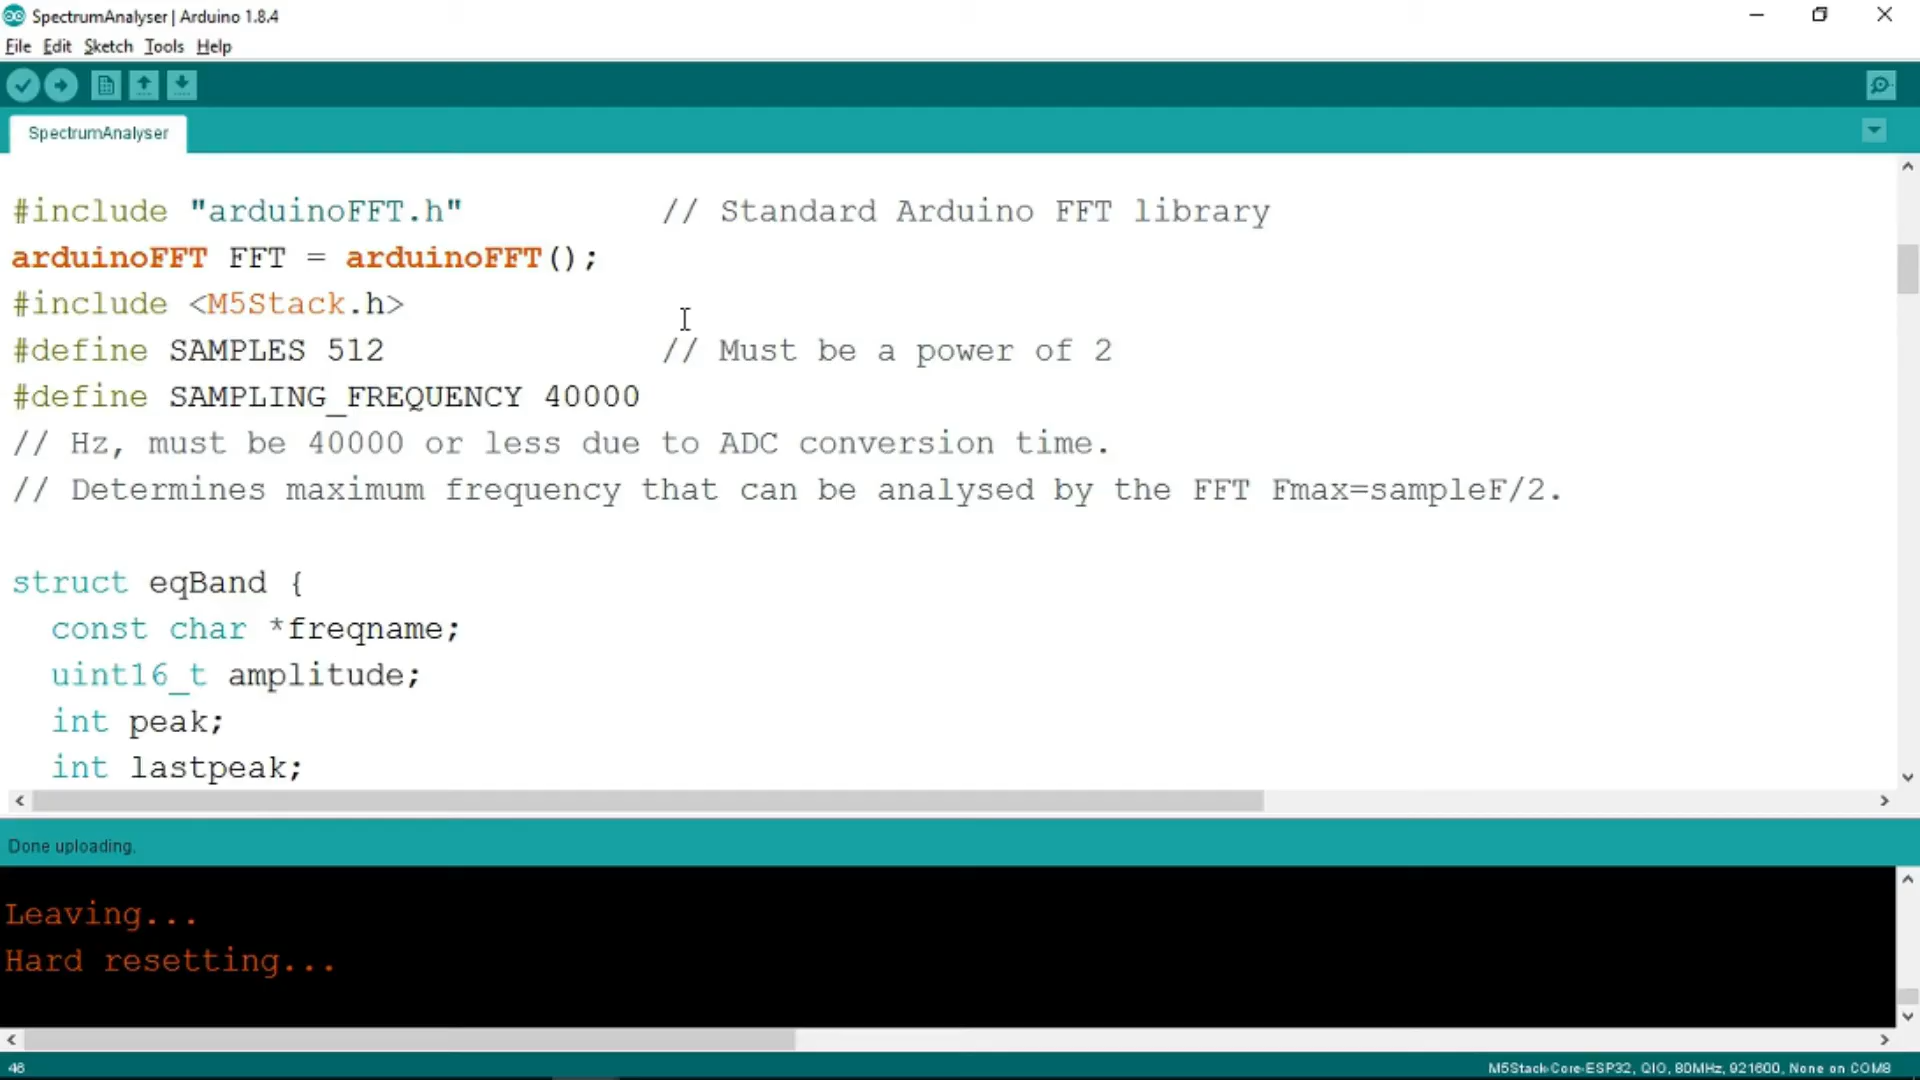 SpectrumAnalyser | Arduino 1.8.4
File Edit Sketch Tools Help
SpectrumAnalyser
#include "arduinoFFT.h" // Standard Arduino FFT library
arduinoFFT FFT = arduinoFFT();
#include <M5Stack.h>
#define SAMPLES 512 // Must be a power of 2
#define SAMPLING_FREQUENCY 40000
// Hz, must be 40000 or less due to ADC conversion time.
// Determines maximum frequency that can be analysed by the FFT Fmax=sampleF/2.
struct eqBand {
const char *freqname;
uint16_t amplitude;
int peak;
int lastpeak;
Done uploading.
Leaving...
Hard resetting...
46 M5Stack-Core-ESP32, QIO, 80MHz, 921600, None on COM8